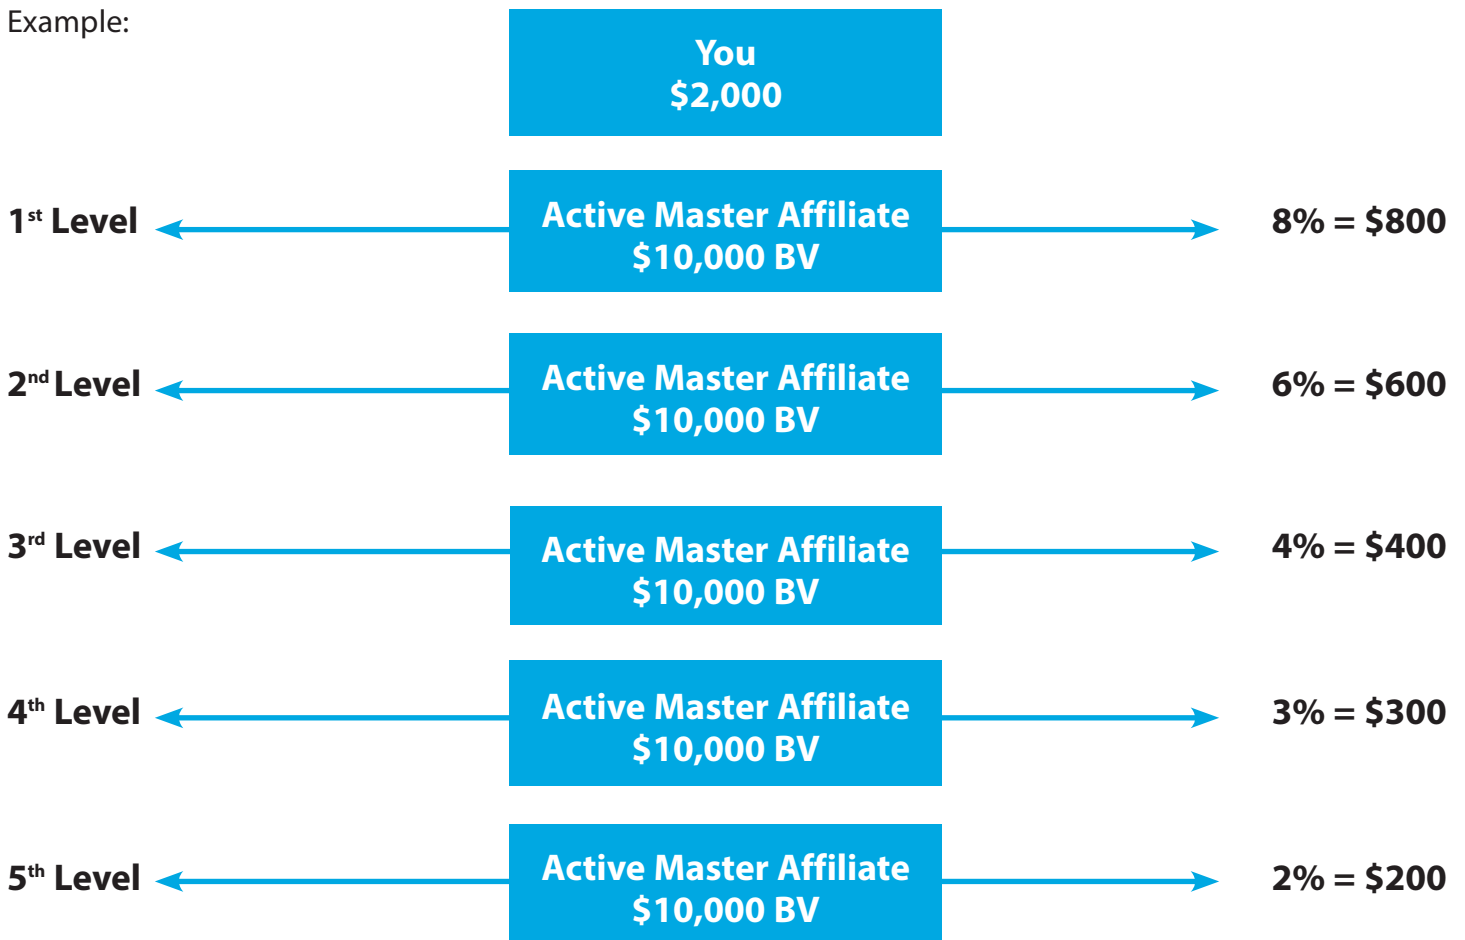 Example:
You
$2,000
1st Level
Active Master Affiliate
$10,000 BV
8% = $800
2nd Level
Active Master Affiliate
$10,000 BV
6% = $600
3rd Level
Active Master Affiliate
$10,000 BV
4% = $400
4th Level
Active Master Affiliate
$10,000 BV
3% = $300
5th Level
Active Master Affiliate
$10,000 BV
2% = $200